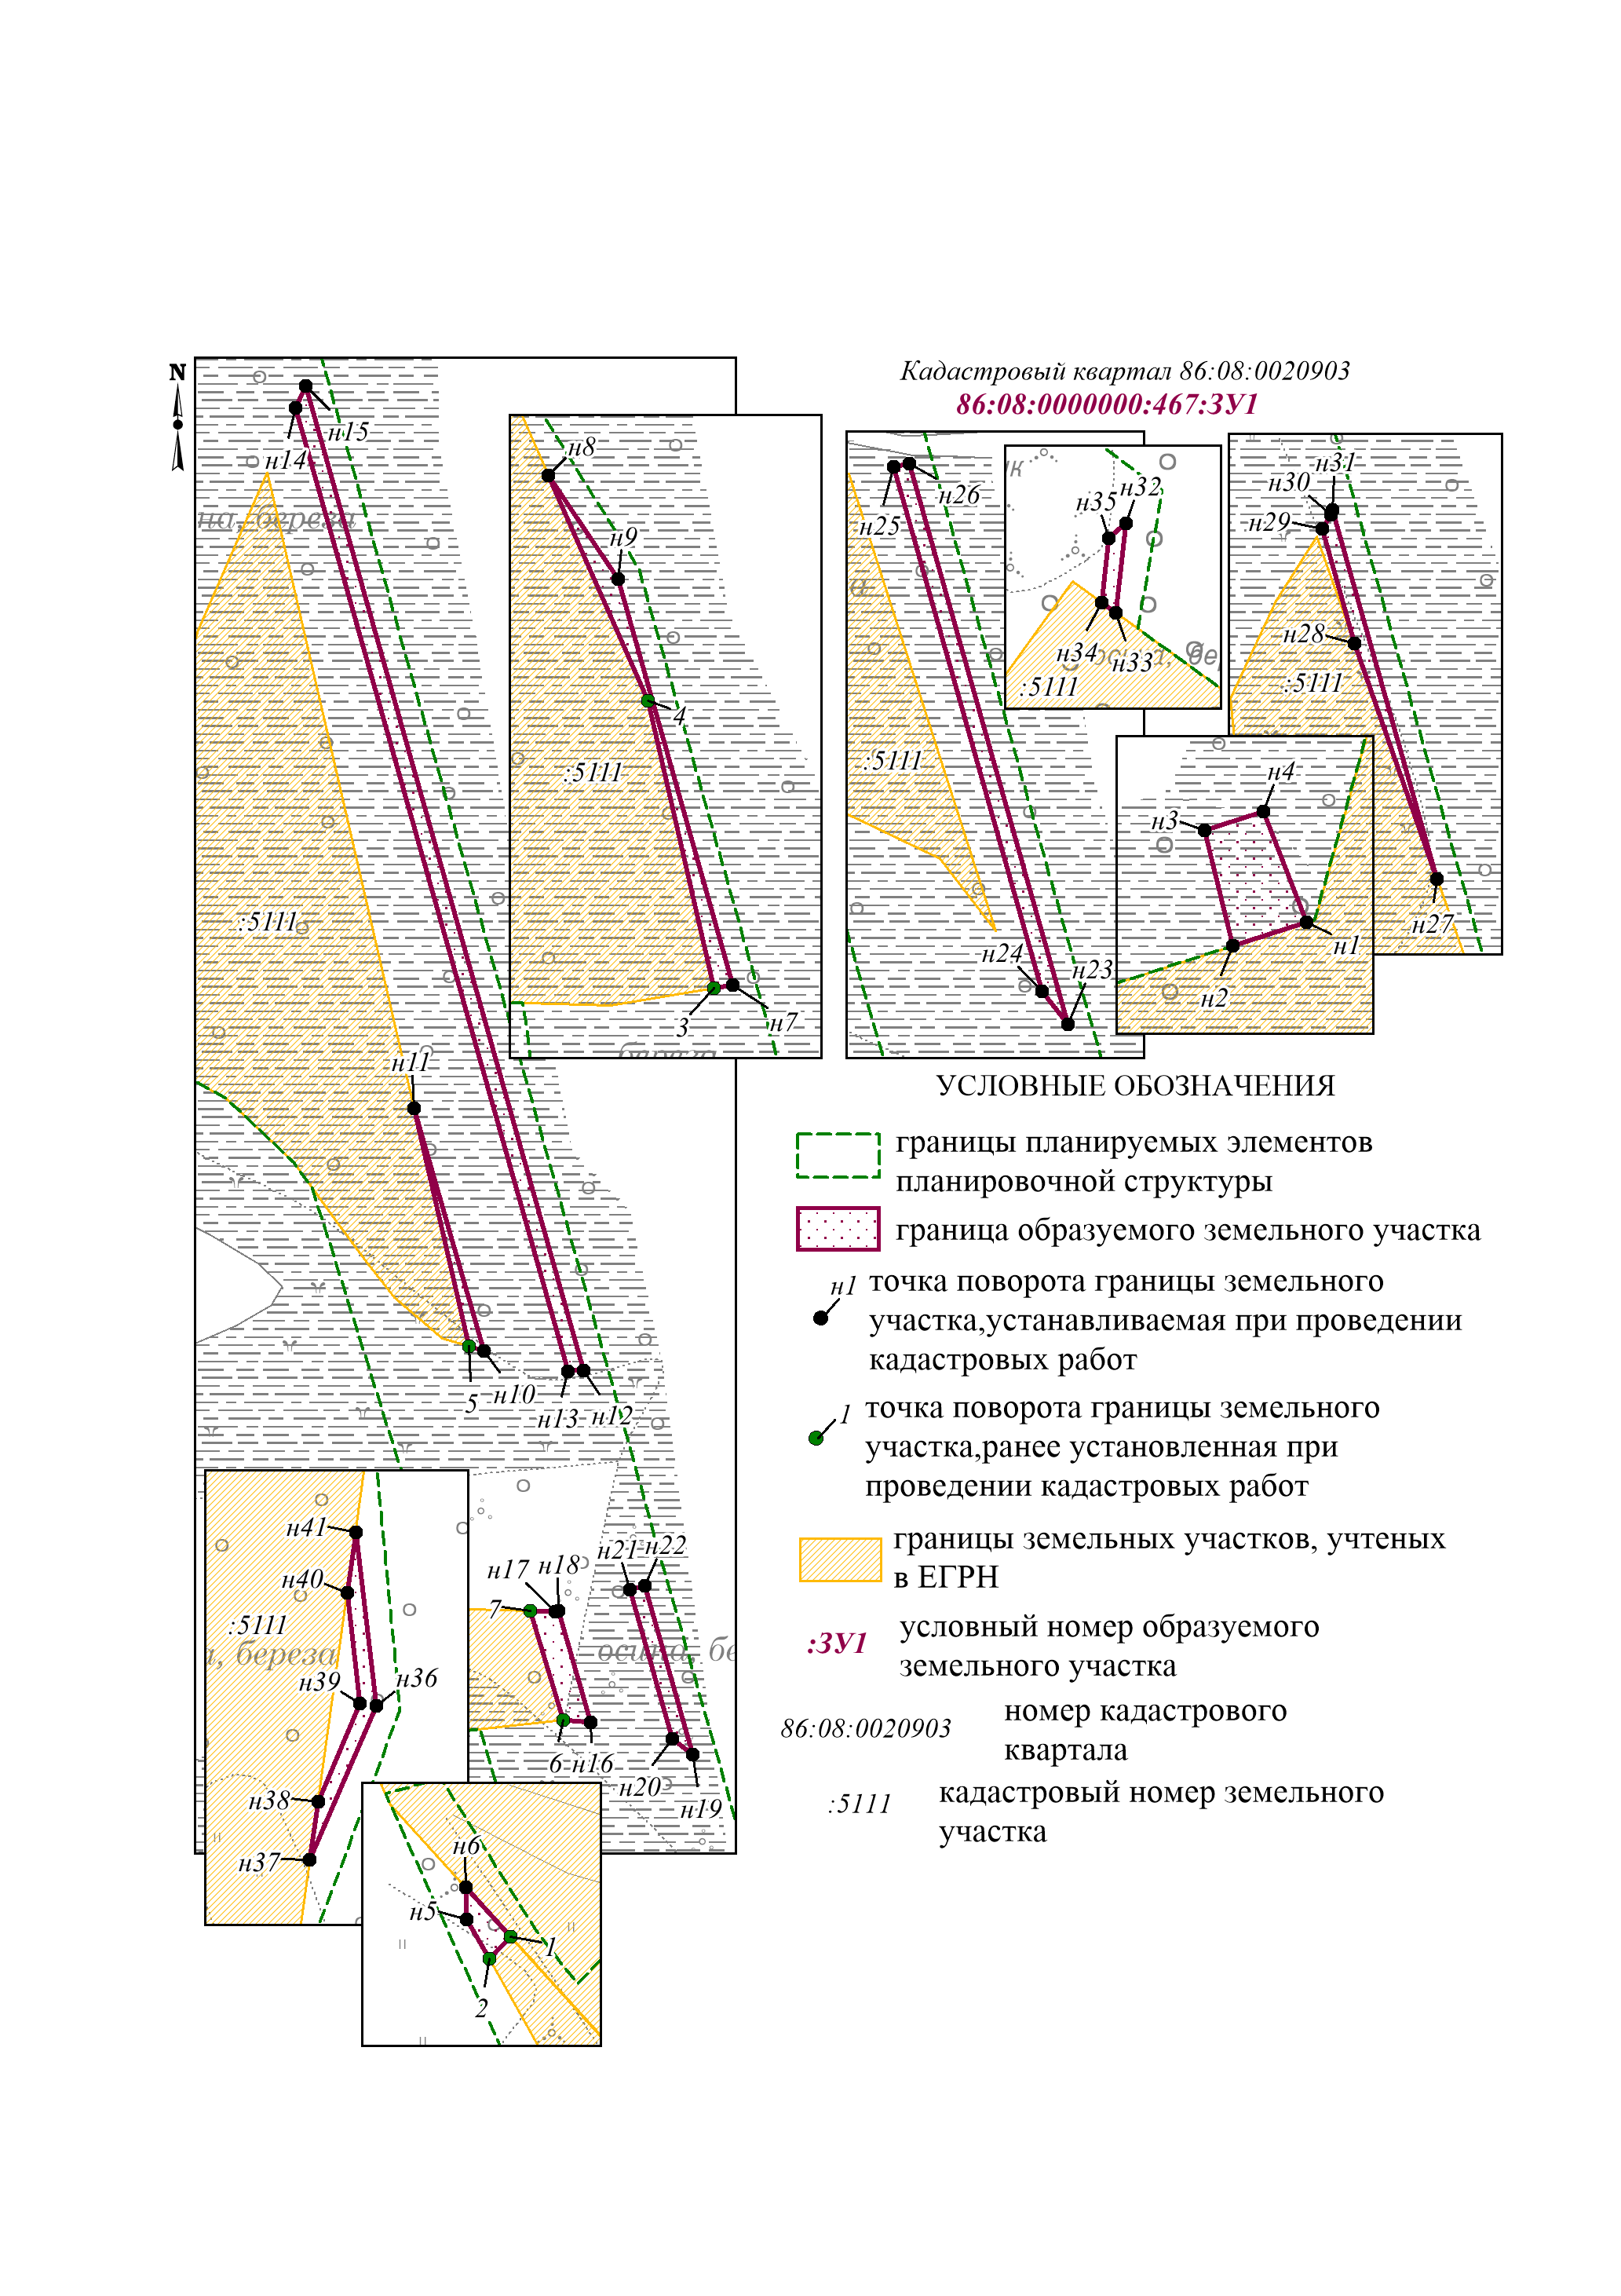 Кадастровый квартал 86:08:0020903
86:08:0000000:467:ЗУ1
N
н15
н14
на, береза
:5111
н11
5
н10
н13
н12
н8
н9
4
:5111
3
н7
береза
н26
н25
:5111
н24
н23
н35
н32
н34
н33
:5111
н31
н30
н29
н28
:5111
н27
н4
н3
н1
н2
н41
н40
:5111
а, береза
н39
н36
н38
н37
н17
н18
7
6
н16
н21
н22
осина, бе
н20
н19
н6
н5
1
2
УСЛОВНЫЕ ОБОЗНАЧЕНИЯ
границы планируемых элементов
планировочной структуры
граница образуемого земельного участка
н1
точка поворота границы земельного
участка,устанавливаемая при проведении
кадастровых работ
1
точка поворота границы земельного
участка,ранее установленная при
проведении кадастровых работ
границы земельных участков, учтеных
в ЕГРН
:ЗУ1
условный номер образуемого
земельного участка
86:08:0020903
номер кадастрового
квартала
:5111
кадастровый номер земельного
участка